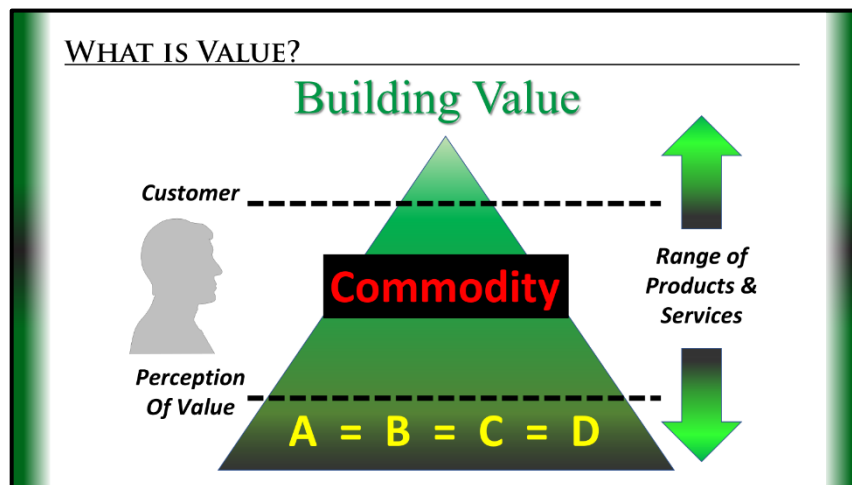 WHAT IS VALUE?
Building Value
Customer
Commodity
Range of
Products &
Services
Perception
Of Value
A = B = C = D